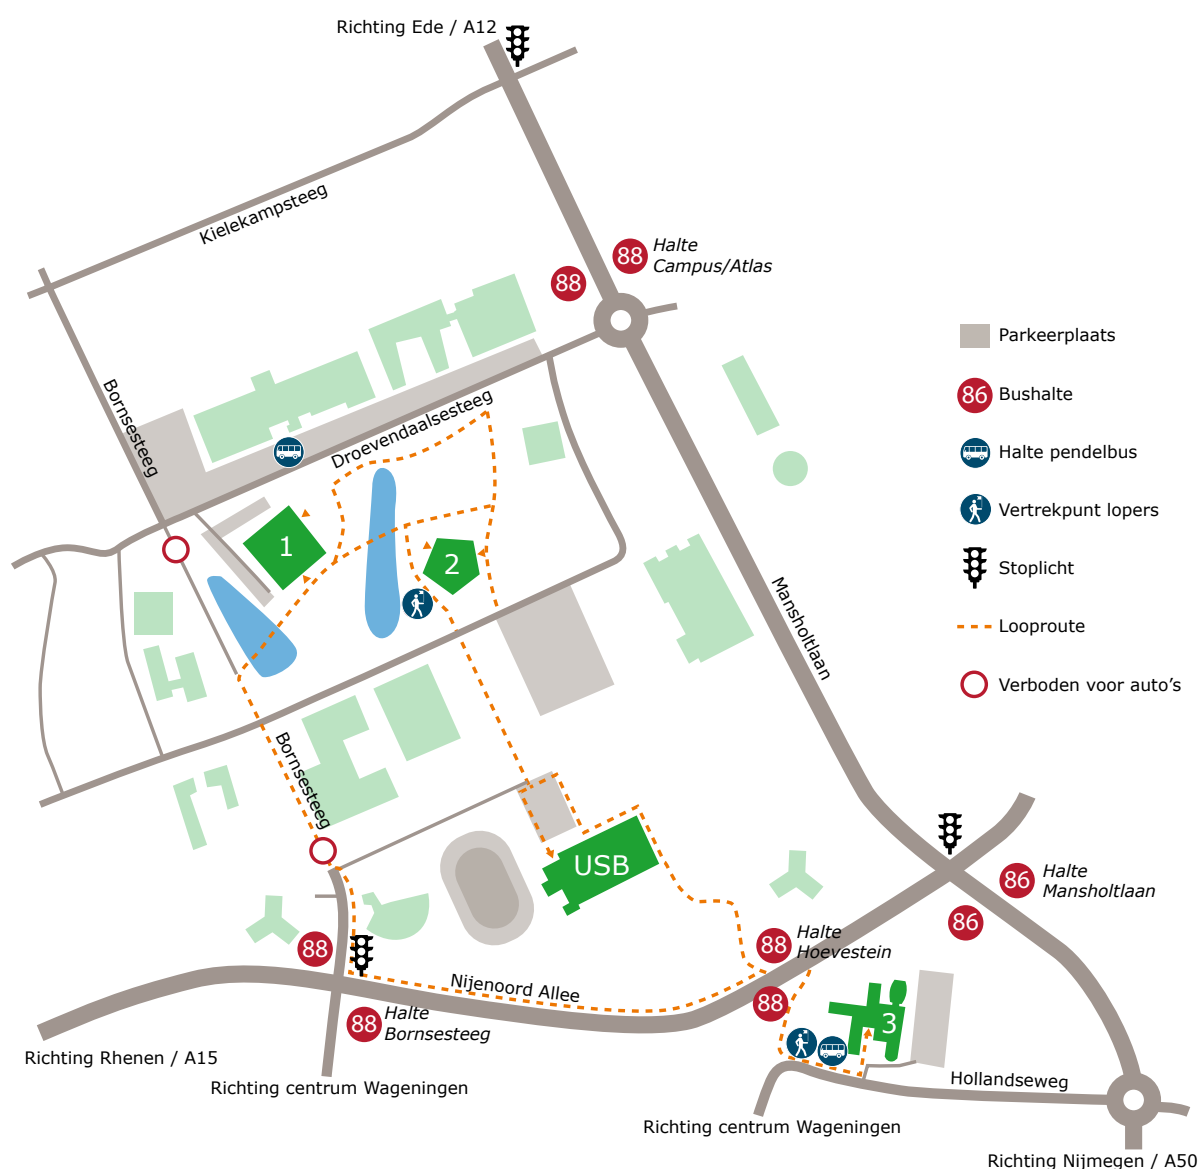 Richting Ede / A12
Kielekampsteeg
88
Halte
Campus/Atlas
88
Bornsesteeg
Droevendaalsesteeg
1
2
Mansholtlaan
Parkeerplaats
86
Bushalte
Halte pendelbus
Vertrekpunt lopers
Stoplicht
Looproute
Verboden voor auto's
Bornsesteeg
USB
86
Halte
Mansholtlaan
86
88
88
Halte
Hoevestein
88
Nijenoord Allee
88
Halte
Bornsesteeg
3
Richting Rhenen / A15
Richting centrum Wageningen
Hollandseweg
Richting centrum Wageningen
Richting Nijmegen / A50